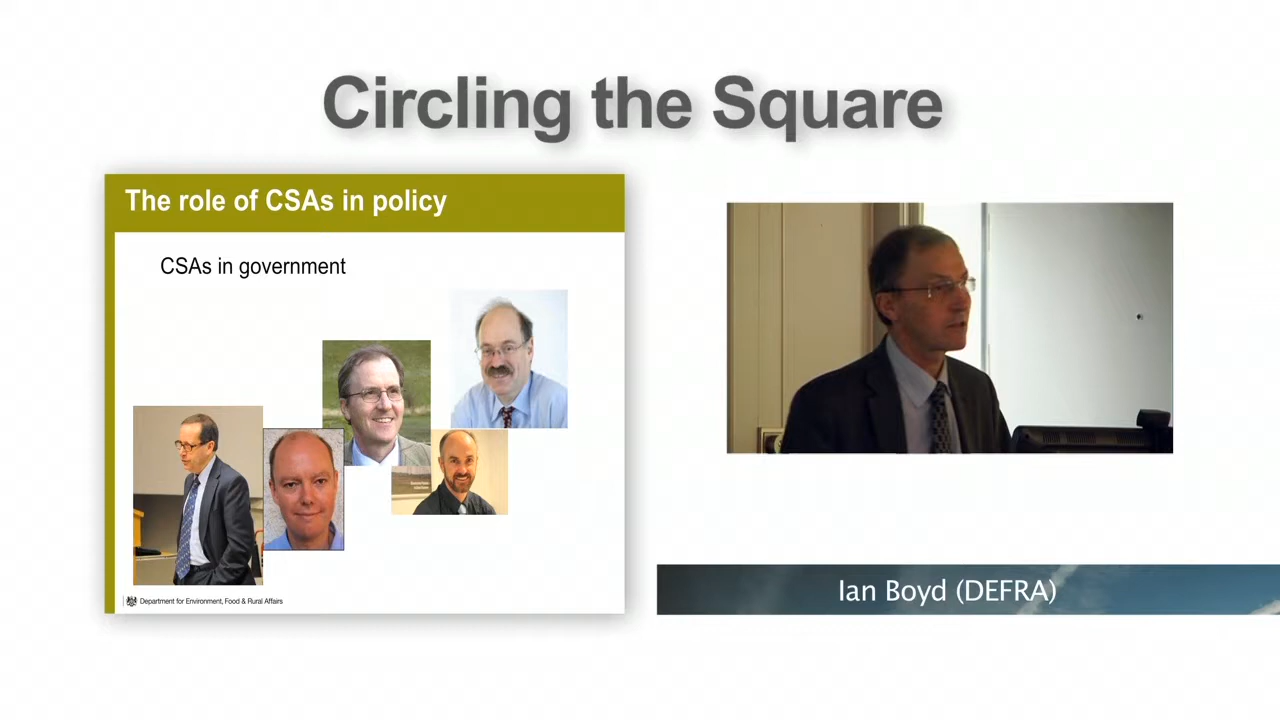 Circling the Square
The role of CSAs in policy
CSAs in government
Department for Environment, Food & Rural Affairs
Ian Boyd (DEFRA)